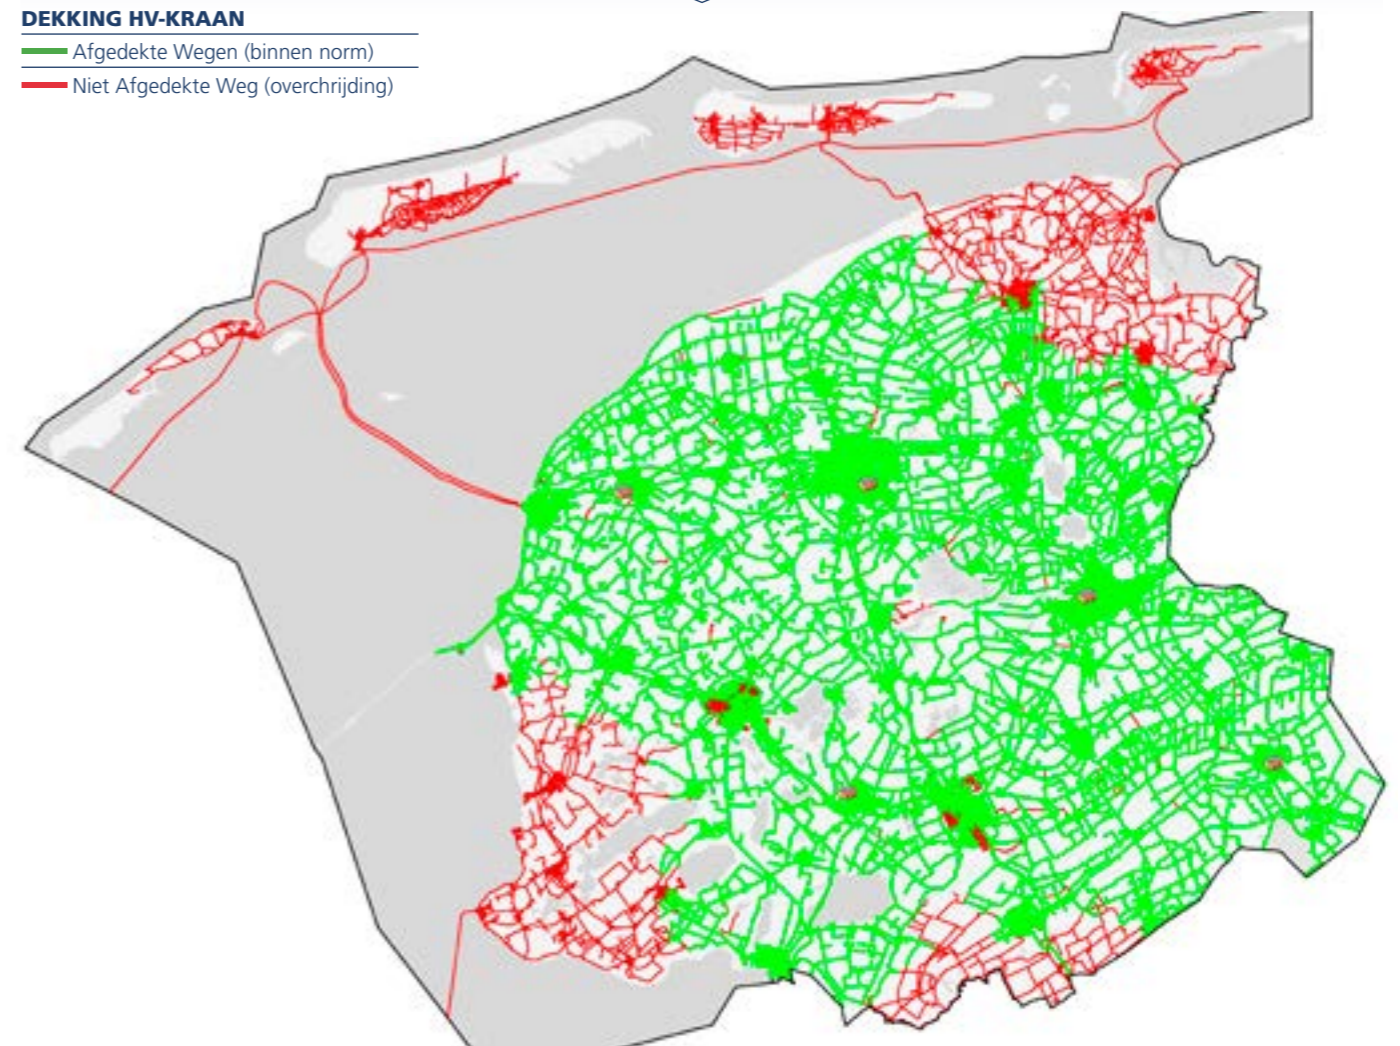 DEKKING HV-KRAAN
Afgedekte Wegen (binnen norm)
Niet Afgedekte Weg (overchrijding)